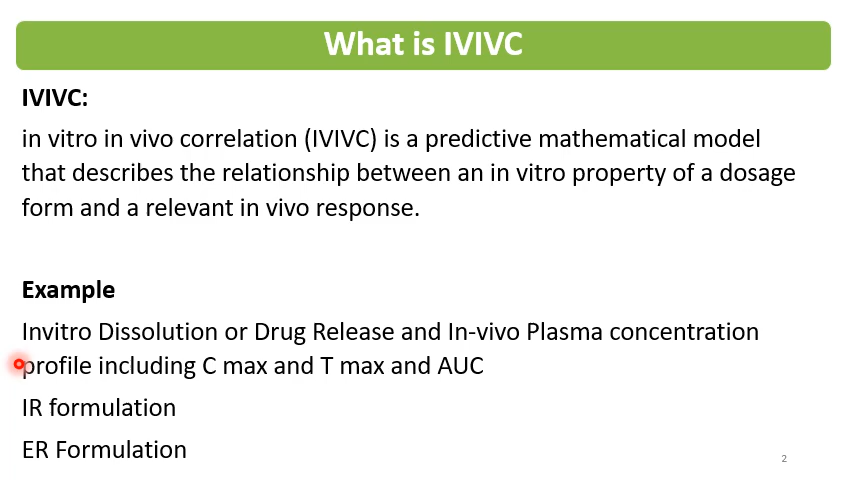 What is IVIVC
IVIVC:
in vitro in vivo correlation (IVIVC) is a predictive mathematical model
that describes the relationship between an in vitro property of a dosage
form and a relevant in vivo response.
Example
Invitro Dissolution or Drug Release and In-vivo Plasma concentration
profile including C max and T max and AUC
IR formulation
ER Formulation
2